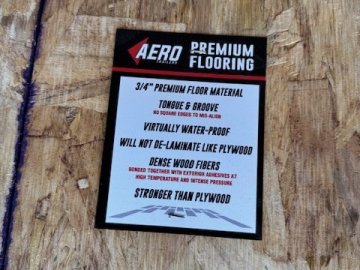 AERO
TRAILERS
PREMIUM
FLOORING
3/4" PREMIUM FLOOR MATERIAL
TONGUE & GROOVE
NO SQUARE EDGES TO MIS-ALIGN
VIRTUALLY WATER-PROOF
WILL NOT DE-LAMINATE LIKE PLYWOOD
DENSE WOOD FIBERS
BONDED TOGETHER WITH EXTERIOR ADHESIVES AT
HIGH TEMPERATURE AND INTENSE PRESSURE
STRONGER THAN PLYWOOD